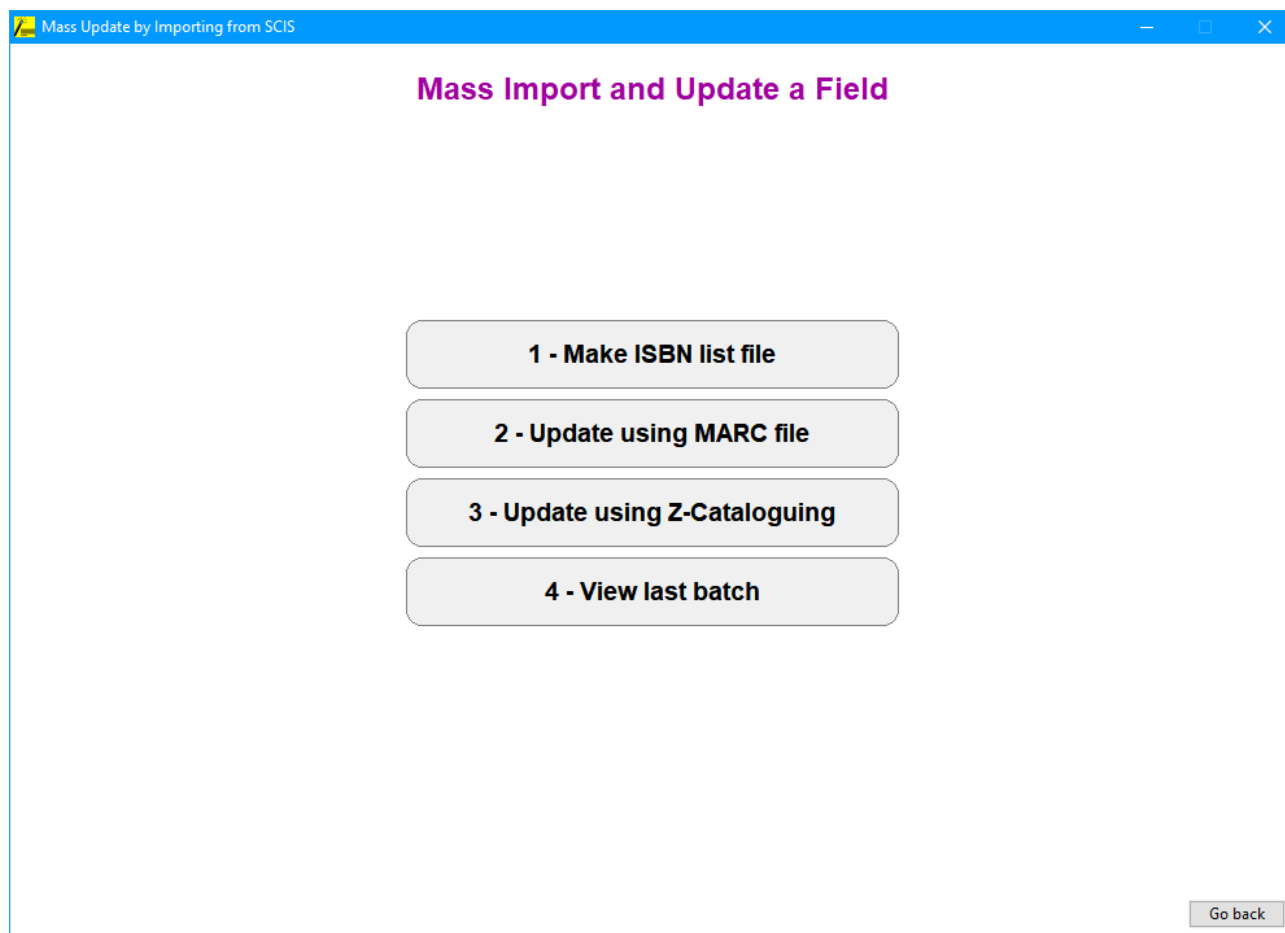 Mass Update by Importing from SCIS
Mass Import and Update a Field
1 - Make ISBN list file
2 - Update using MARC file
3 - Update using Z-Cataloguing
4 - View last batch
Go back